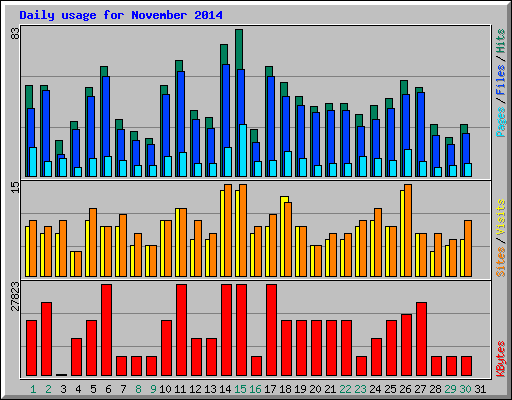 Daily usage for November 2014
83
Pages / Files / Hits
15
Sites / Visits
27823
KBytes
1 2 3 4 5 6 7 8 9 10 11 12 13 14 15 16 17 18 19 20 21 22 23 24 25 26 27 28 29 30 31